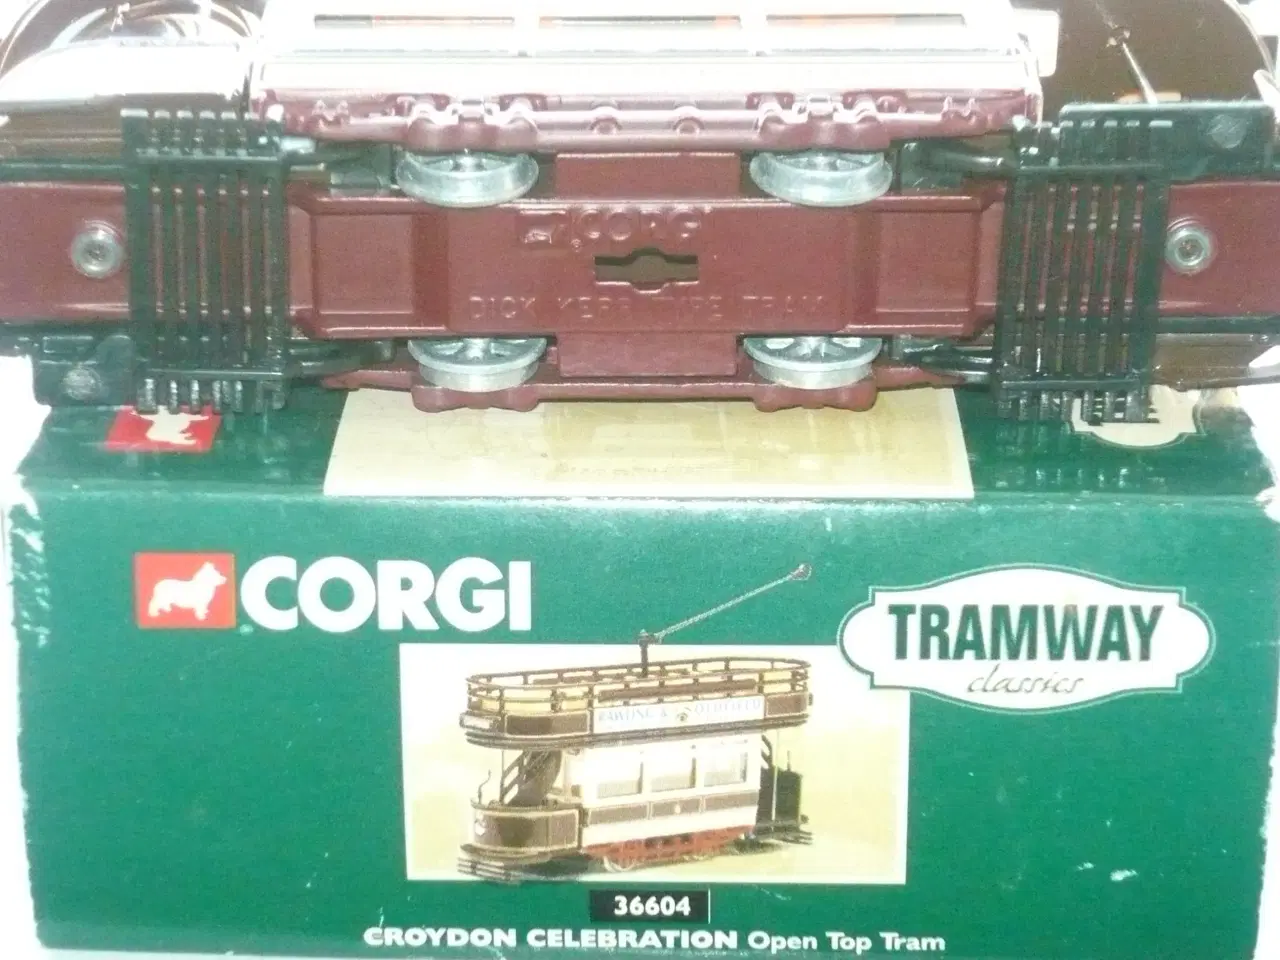 CORGI
DICK KERR TYPE TRAM
CORGI
TRAMWAY
classics
36604
CROYDON CELEBRATION Open Top Tram